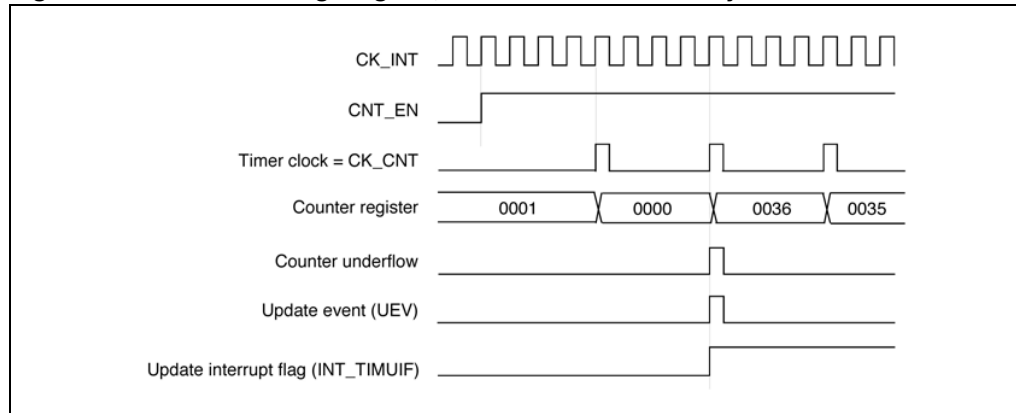 CK_INT
CNT_EN
Timer clock = CK_CNT
Counter register 0001 0000 0036 0035
Counter underflow
Update event (UEV)
Update interrupt flag (INT_TIMUIF)